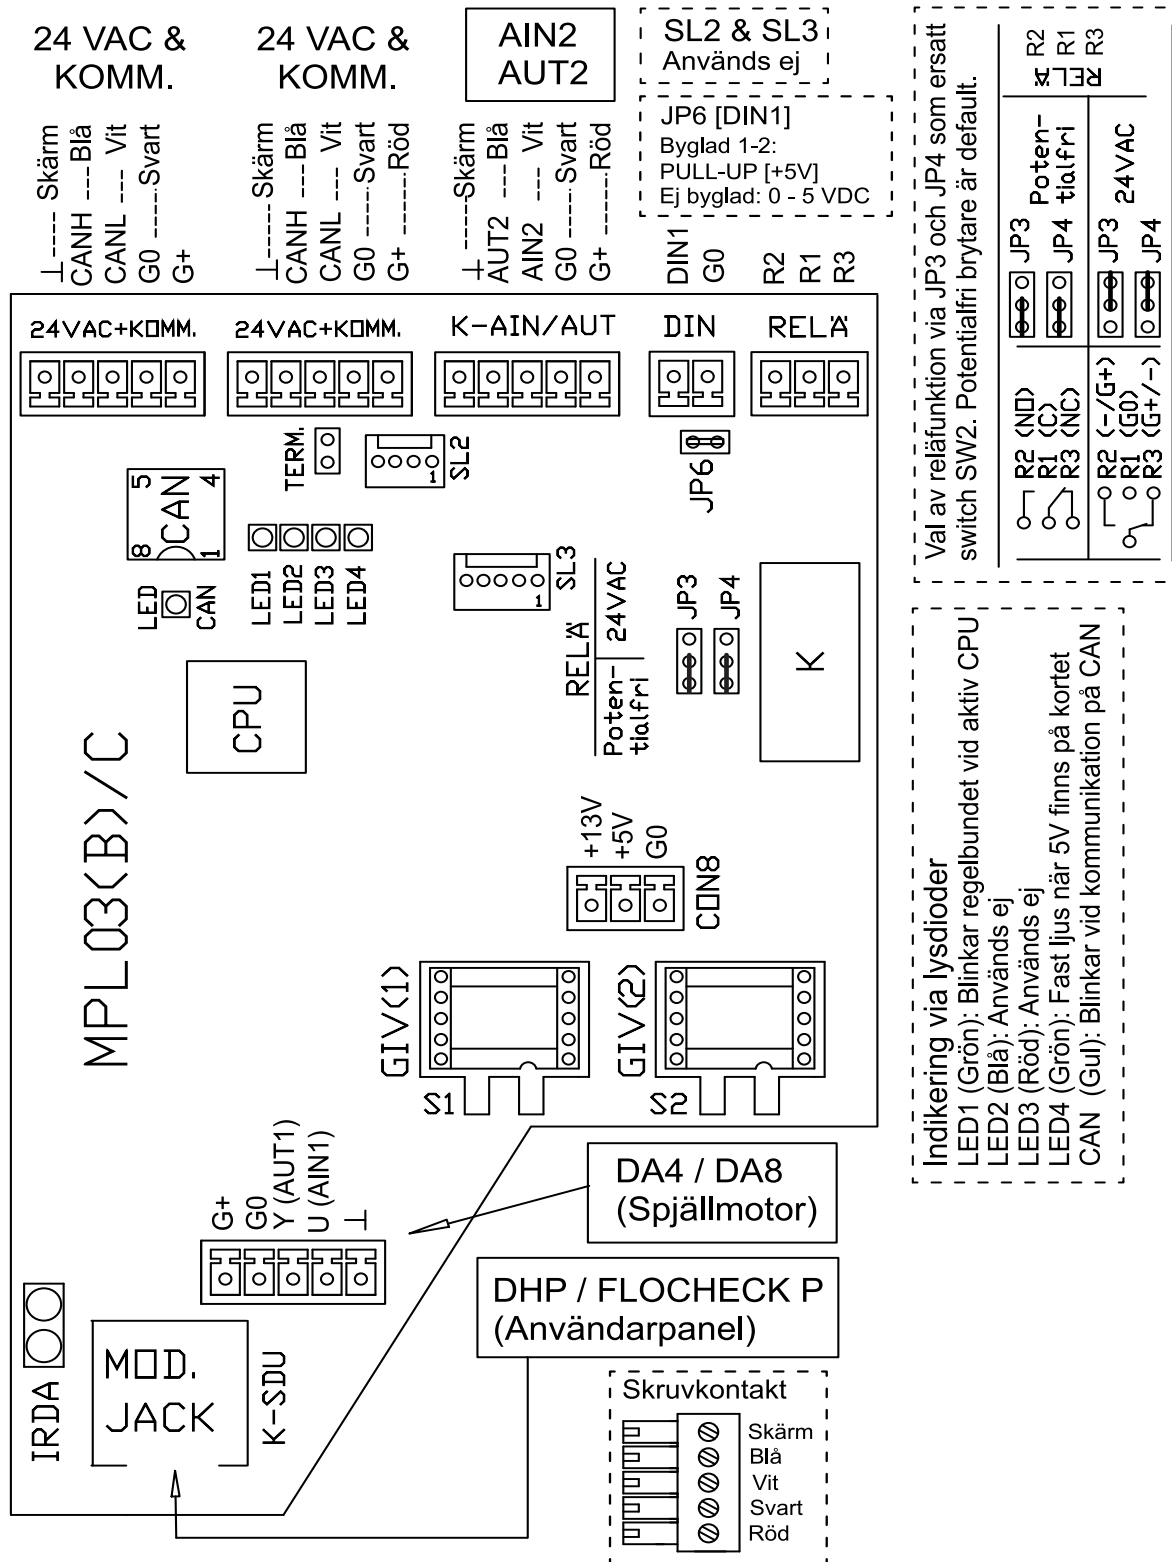 24 VAC &
KOMM.
24 VAC &
KOMM.
AIN2
AUT2
SL2 & SL3
Används ej
JP6 [DIN1]
Byglad 1-2:
PULL-UP [+5V]
Ej byglad: 0 - 5 VDC
⊥------ Skärm
CANH ---- Blå
CANL ---- Vit
G0 ------- Svart
G+
⊥------ Skärm
CANH ---- Blå
CANL ---- Vit
G0 ------ Svart
G+ -------- Röd
⊥------ Skärm
AUT2 ---- Blå
AIN2 ---- Vit
G0 ------ Svart
G+ -------- Röd
DIN1
G0
R2
R1
R3
24VAC+KOMM.
24VAC+KOMM.
K-AIN/AUT
DIN
RELÄ
TERM.
SL2
1
JP6
5
4
CAN
8
1
LED
CAN
LED1
LED2
LED3
LED4
SL3
1
RELÄ
24VAC
Poten-
tialfri
JP3
JP4
K
CPU
MPL03(B)/C
+13V
+5V
G0
CON8
GIV(1)
S1
GIV(2)
S2
G+
G0
Y (AUT1)
U (AIN1)
⊥
DA4 / DA8
(Spjällmotor)
DHP / FLOCHECK P
(Användarpanel)
IRDA
MOD.
JACK
K-SDU
Skruvkontakt
Skärm
Blå
Vit
Svart
Röd
Val av reläfunktion via JP3 och JP4 som ersatt
switch SW2. Potentialfri brytare är default.
R2
R1
R3
RELÄ
Poten-
tialfri
24VAC
JP3
JP4
JP3
JP4
R2 (NO)
R1 (C)
R3 (NC)
R2 (-/G+)
R1 (G0)
R3 (G+/-)
Indikering via lysdioder
LED1 (Grön): Blinkar regelbundet vid aktiv CPU
LED2 (Blå): Används ej
LED3 (Röd): Används ej
LED4 (Grön): Fast ljus när 5V finns på kortet
CAN (Gul): Blinkar vid kommunikation på CAN